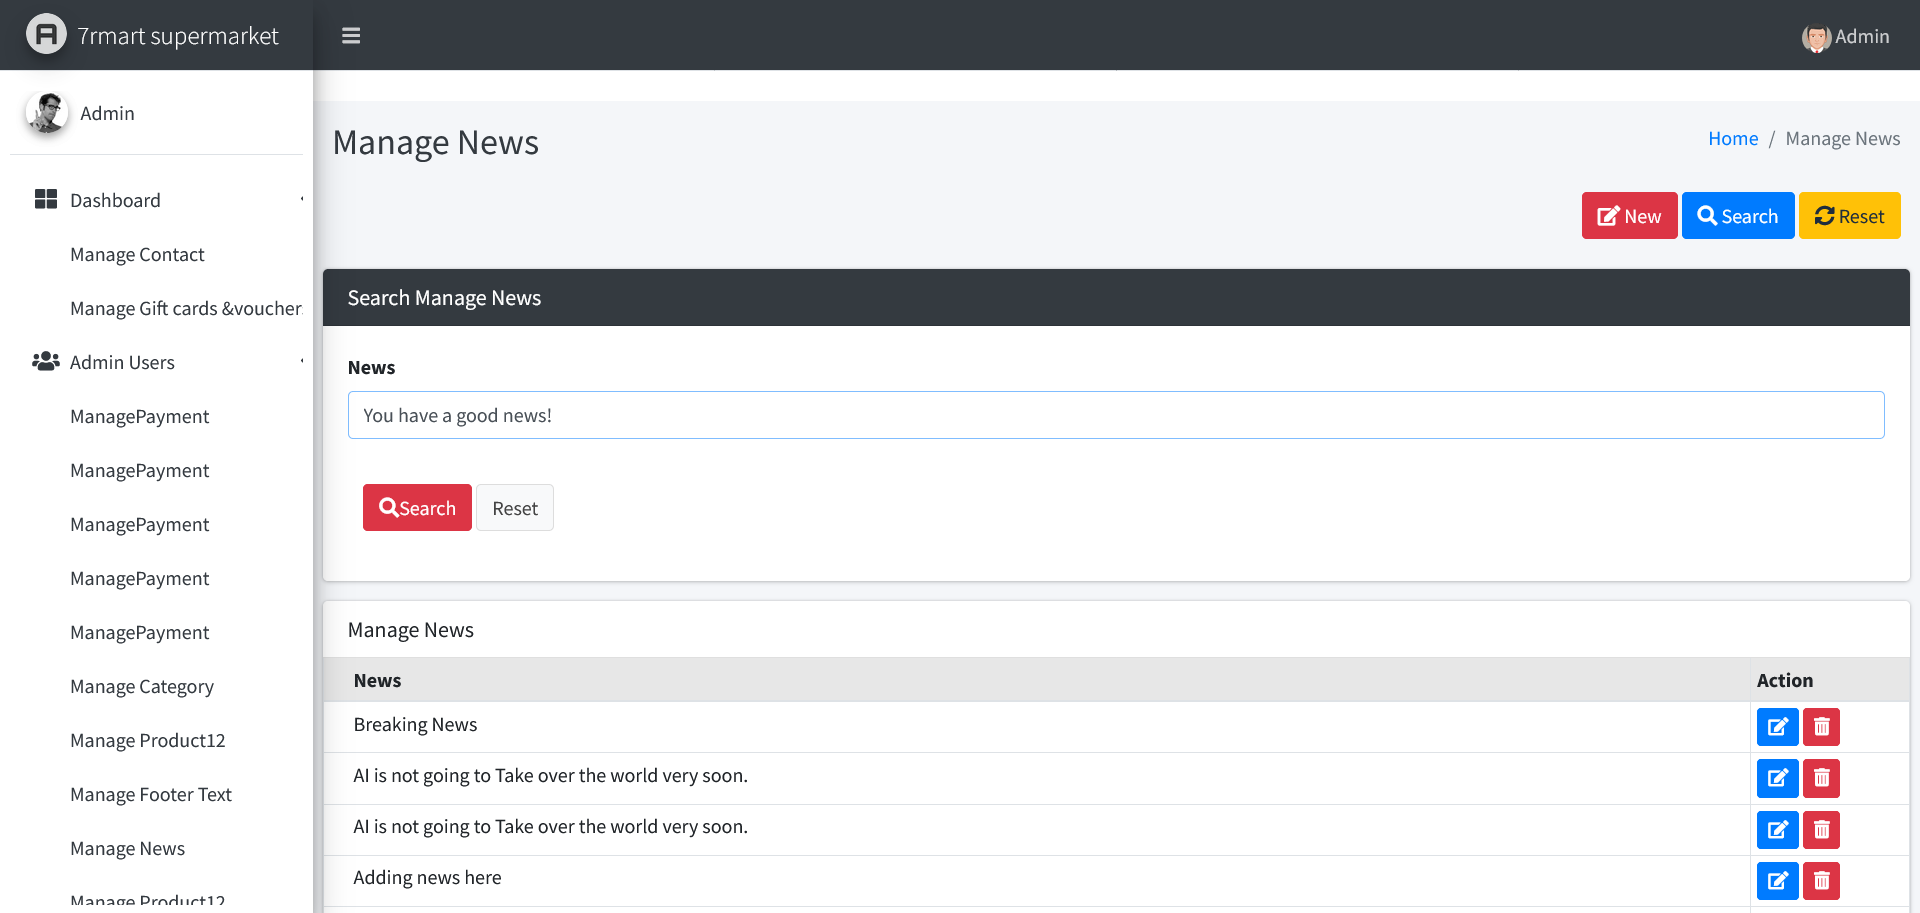 7rmart supermarket
Admin
Admin
Manage News
Home / Manage News
New
Search
Reset
Dashboard
Manage Contact
Manage Gift cards &voucher
Admin Users
ManagePayment
ManagePayment
ManagePayment
ManagePayment
ManagePayment
Manage Category
Manage Product12
Manage Footer Text
Manage News
Manage Product12
Search Manage News
News
You have a good news!
Search
Reset
Manage News
News Action
Breaking News
AI is not going to Take over the world very soon.
AI is not going to Take over the world very soon.
Adding news here